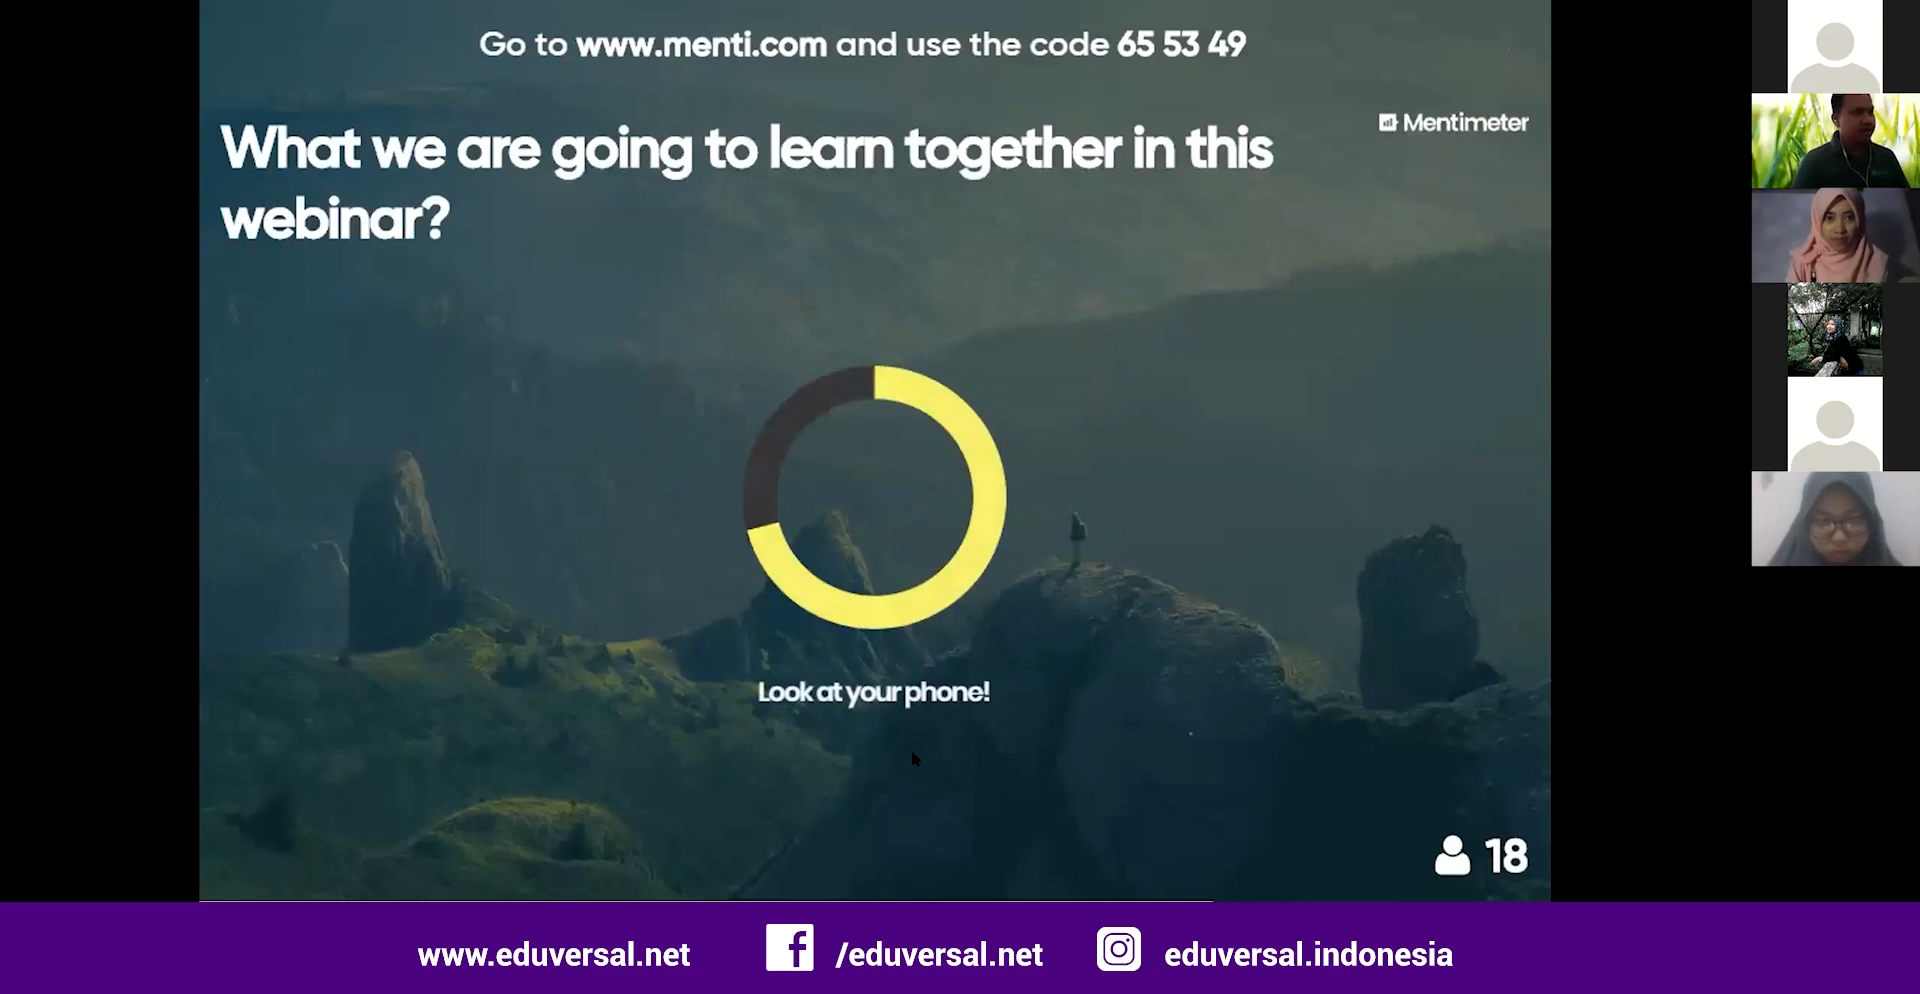 Go to www.menti.com and use the code 65 53 49
Mentimeter
What we are going to learn together in this
webinar?
Look at your phone!
18
www.eduversal.net
/eduversal.net
eduversal.indonesia